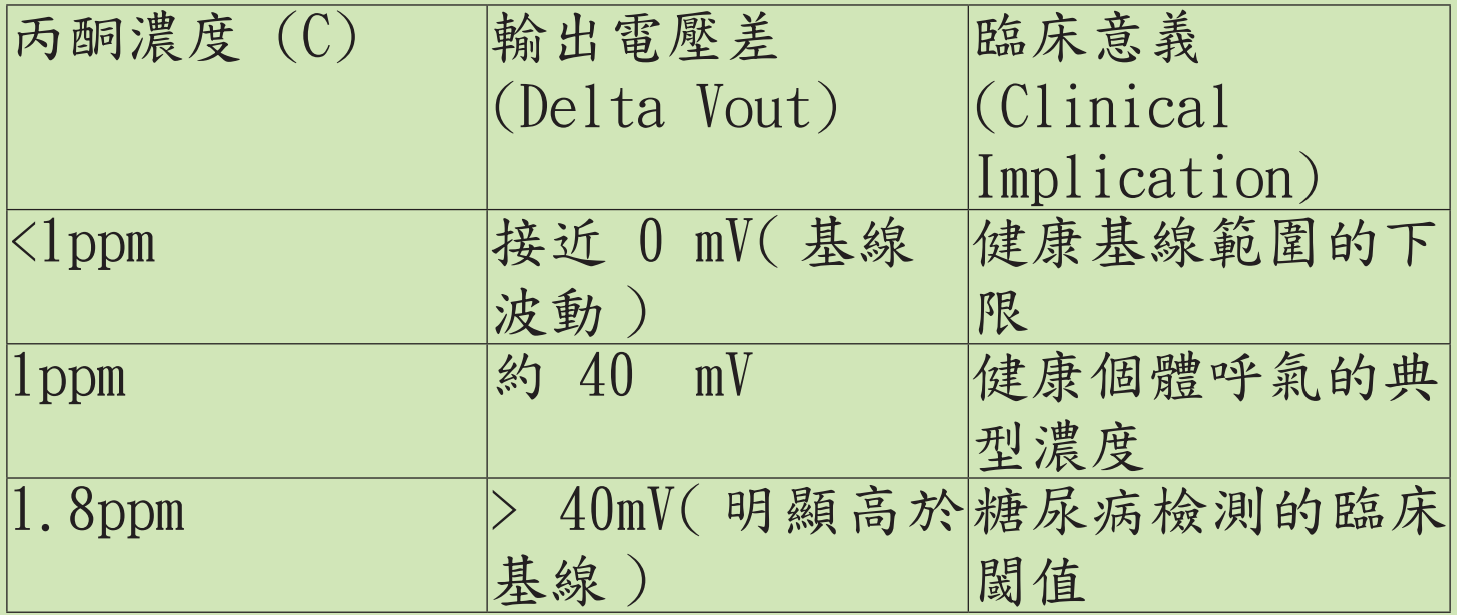 丙酮濃度 (C)
輸出電壓差
(Delta Vout)
臨床意義
(Clinical
Implication)
<1ppm
接近 0 mV( 基線
波動 )
健康基線範圍的下
限
1ppm
約 40 mV
健康個體呼氣的典
型濃度
1.8ppm
> 40mV( 明顯高於
基線 )
糖尿病檢測的臨床
閾值